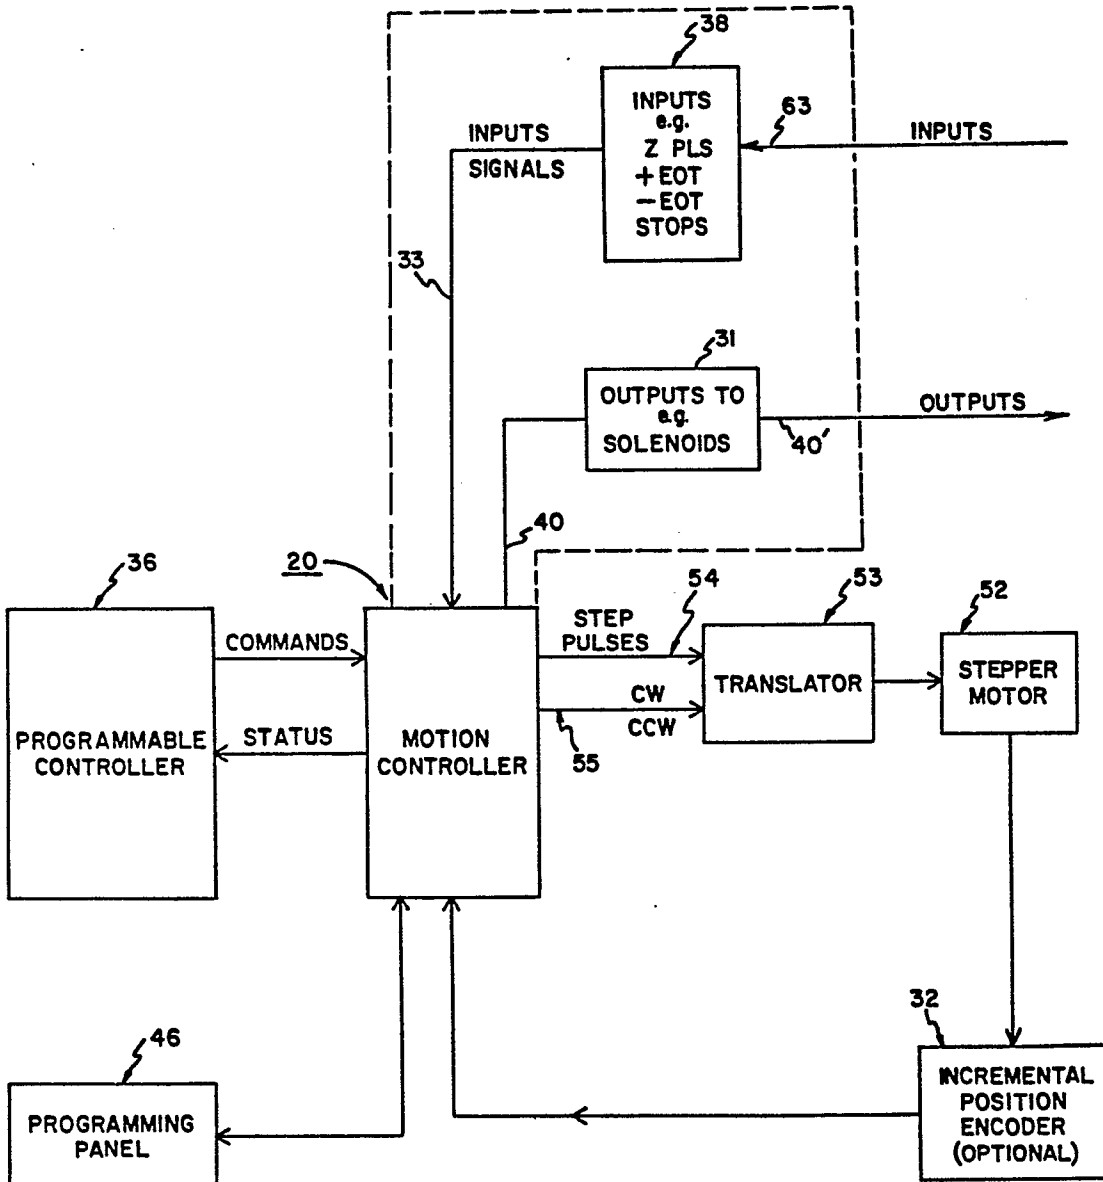 38
INPUTS
e.g.
Z PLS
+EOT
-EOT
STOPS
63
INPUTS
INPUTS
SIGNALS
33
31
OUTPUTS TO
e.g.
SOLENOIDS
OUTPUTS
40'
40
36
20
54
53
52
PROGRAMMABLE
CONTROLLER
COMMANDS
STATUS
MOTION
CONTROLLER
STEP
PULSES
CW
CCW
55
TRANSLATOR
STEPPER
MOTOR
46
PROGRAMMING
PANEL
32
INCREMENTAL
POSITION
ENCODER
(OPTIONAL)